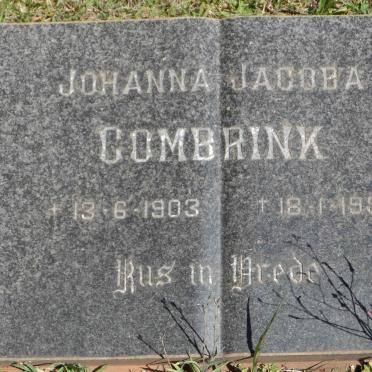 JOHANNA JACOBA
COMBRINK
13-6-1903 † 18-1-19
Rus in Vrede